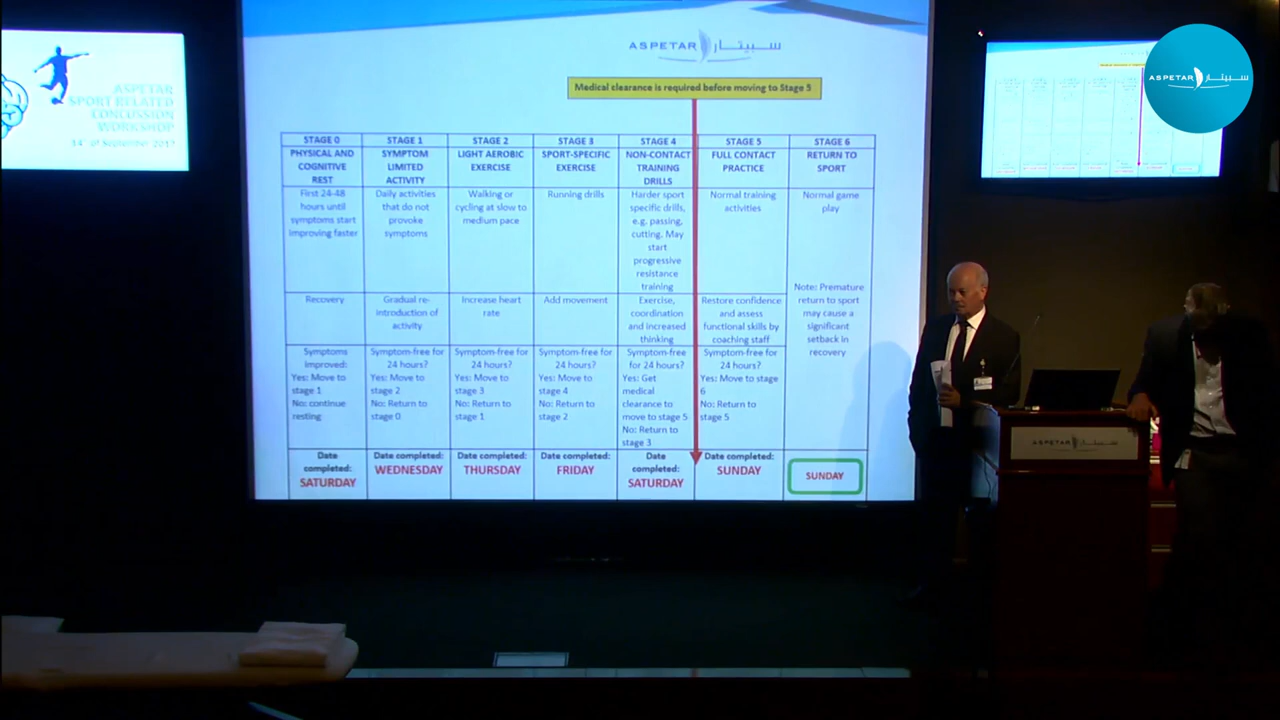 ASPETAR
SPORT RELATED
CONCUSSION
WORKSHOP
14th of September 2017
ASPETAR سبيتار
Medical clearance is required before moving to Stage 5
STAGE 0
STAGE 1
STAGE 2
STAGE 3
STAGE 4
STAGE 5
STAGE 6
PHYSICAL AND
COGNITIVE
REST
SYMPTOM
LIMITED
ACTIVITY
LIGHT AEROBIC
EXERCISE
SPORT-SPECIFIC
EXERCISE
NON-CONTACT
TRAINING
DRILLS
FULL CONTACT
PRACTICE
RETURN TO
SPORT
First 24-48
hours until
symptoms start
improving faster
Daily activities
that do not
provoke
symptoms
Walking or
cycling at slow to
medium pace
Running drills
Harder sport
specific drills,
e.g. passing,
cutting. May
start
progressive
resistance
training
Normal training
activities
Normal game
play
Note: Premature
return to sport
may cause a
significant
setback in
recovery
Recovery
Gradual re-
introduction of
activity
Increase heart
rate
Add movement
Exercise,
coordination
and increased
thinking
Restore confidence
and assess
functional skills by
coaching staff
Symptoms
improved:
Yes: Move to
stage 1
No: continue
resting
Symptom-free for
24 hours?
Yes: Move to
stage 2
No: Return to
stage 0
Symptom-free for
24 hours?
Yes: Move to
stage 3
No: Return to
stage 1
Symptom-free for
24 hours?
Yes: Move to
stage 4
No: Return to
stage 2
Symptom-free
for 24 hours?
Yes: Get
medical
clearance to
move to stage 5
No: Return to
stage 3
Symptom-free for
24 hours?
Yes: Move to stage
6
No: Return to
stage 5
Date
completed:
SATURDAY
Date completed:
WEDNESDAY
Date completed:
THURSDAY
Date completed:
FRIDAY
Date
completed:
SATURDAY
Date completed:
SUNDAY
SUNDAY
ASPETAR سبيتار
ASPETAR سبيتار